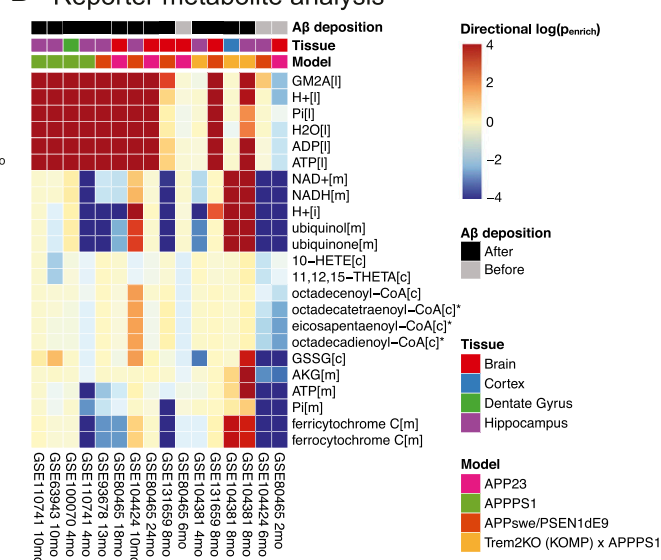 Reporter metabolite analysis
Aβ deposition
Tissue
Model
GM2A[l]
H+[l]
Pi[l]
H2O[l]
ADP[l]
ATP[l]
NAD+[m]
NADH[m]
H+[i]
ubiquinol[m]
ubiquinone[m]
10−HETE[c]
11,12,15−THETA[c]
octadecenoyl−CoA[c]
octadecatetraenoyl−CoA[c]*
eicosapentaenoyl−CoA[c]*
octadecadienoyl−CoA[c]*
GSSG[c]
AKG[m]
ATP[m]
Pi[m]
ferricytochrome C[m]
ferrocytochrome C[m]
GSE110741 10mo
GSE63943 10mo
GSE100070 4mo
GSE110741 4mo
GSE93678 13mo
GSE80465 18mo
GSE104424 10mo
GSE80465 24mo
GSE131659 8mo
GSE80465 6mo
GSE104381 4mo
GSE131659 8mo
GSE104381 8mo
GSE104381 8mo
GSE104424 6mo
GSE80465 2mo
Directional log(penrich)
4
2
0
−2
−4
Aβ deposition
After
Before
Tissue
Brain
Cortex
Dentate Gyrus
Hippocampus
Model
APP23
APPPS1
APPswe/PSEN1dE9
Trem2KO (KOMP) x APPPS1